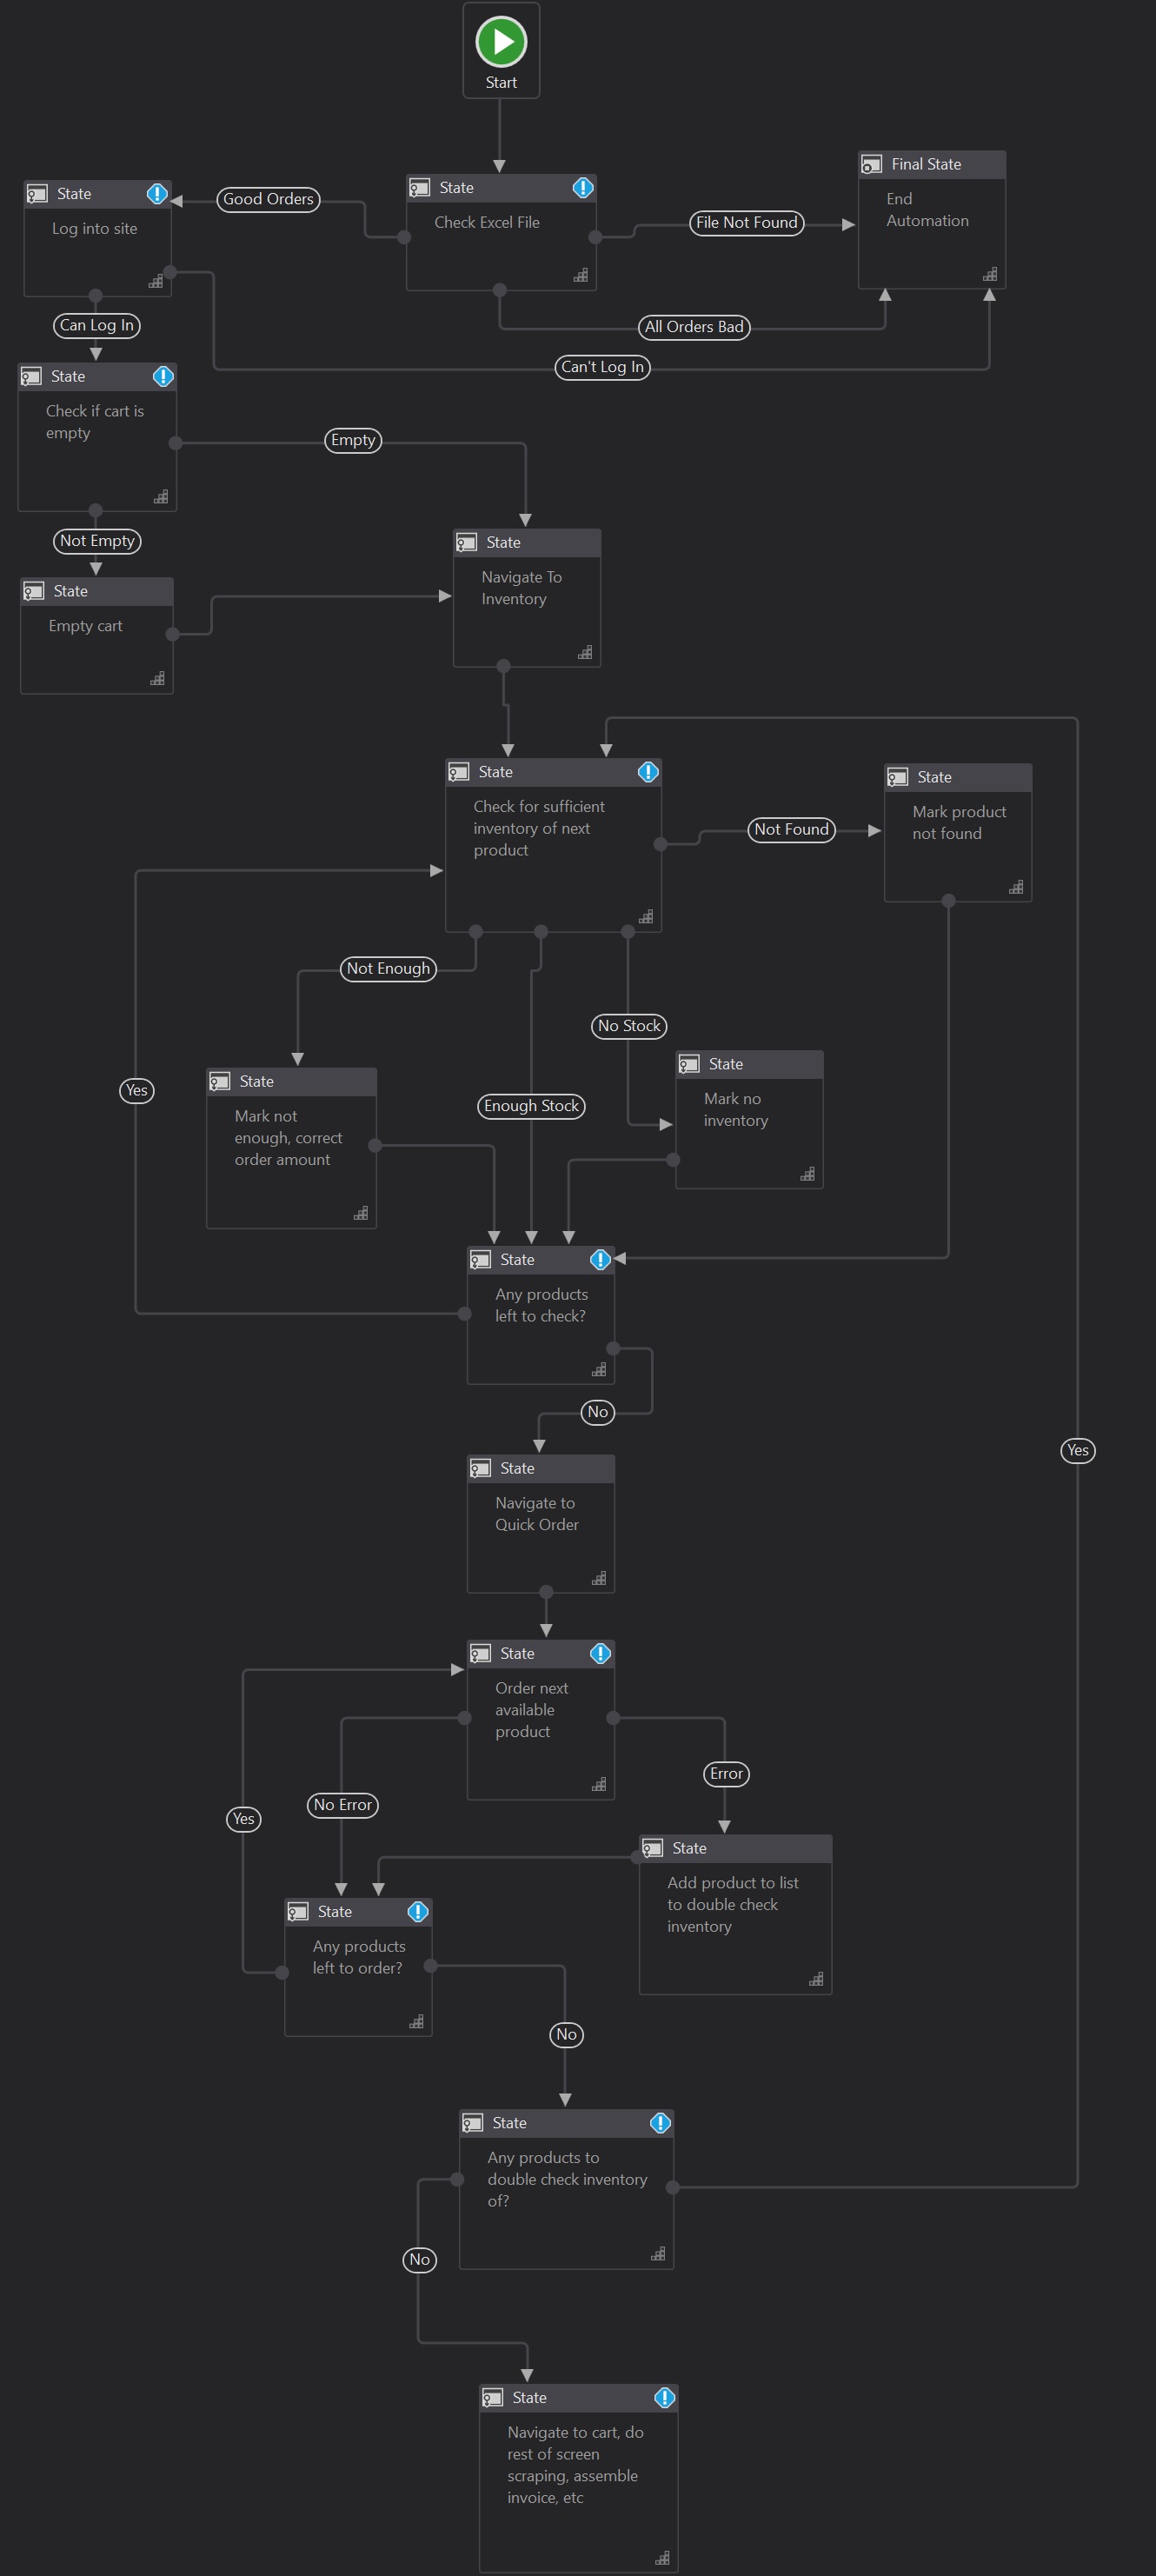 Start
Final State
End
Automation
State
Log into site
Good Orders
State
Check Excel File
File Not Found
All Orders Bad
Can Log In
Can't Log In
State
Check if cart is
empty
Empty
Not Empty
State
Navigate To
Inventory
State
Empty cart
State
Check for sufficient
inventory of next
product
Not Found
State
Mark product
not found
Not Enough
No Stock
Yes
Enough Stock
State
Mark not
enough, correct
order amount
State
Mark no
inventory
State
Any products
left to check?
No
Yes
State
Navigate to
Quick Order
State
Order next
available
product
Error
No Error
Yes
State
Add product to list
to double check
inventory
State
Any products
left to order?
No
State
Any products to
double check inventory
of?
No
State
Navigate to cart, do
rest of screen
scraping, assemble
invoice, etc